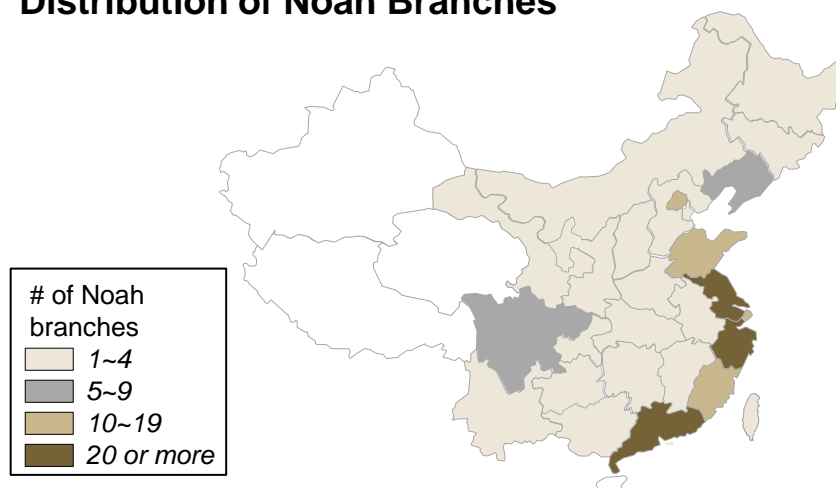 Distribution of Noah Branches
# of Noah
branches
1~4
5~9
10~19
20 or more